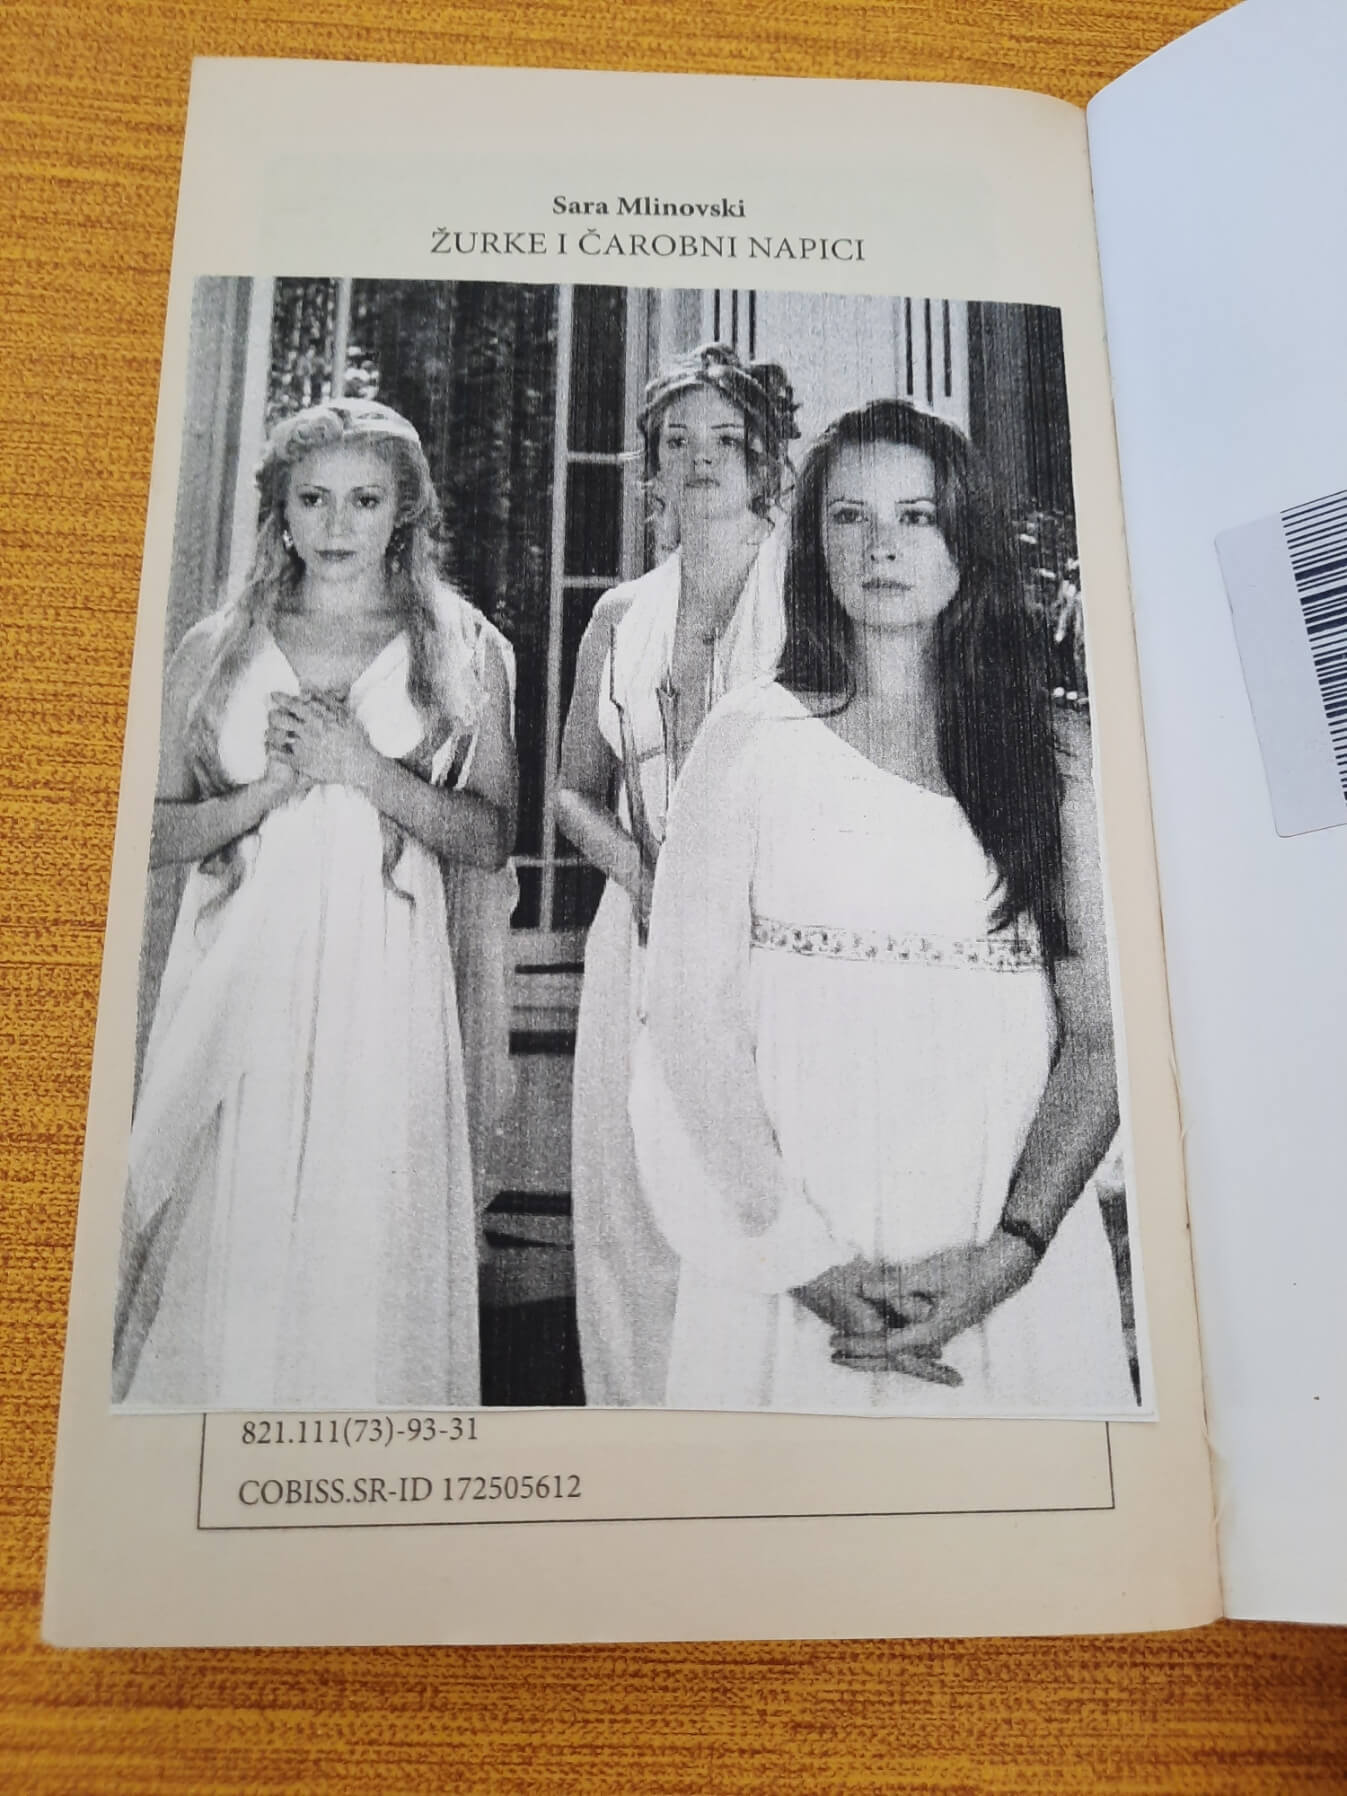 Sara Mlinovski
ŽURKE I ČAROBNI NAPICI
821.111(73)-93-31
COBISS.SR-ID 172505612